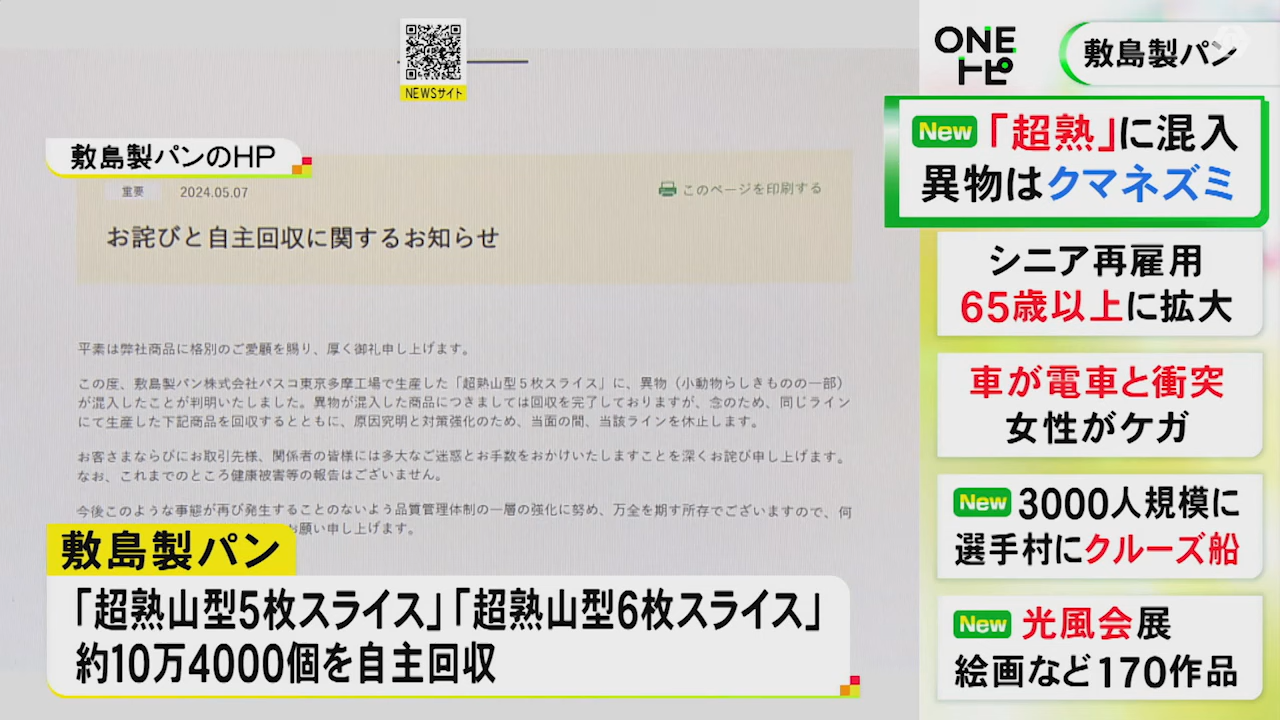 NEWSサイト
敷島製パンのHP
重要 2024.05.07 このページを印刷する
お詫びと自主回収に関するお知らせ
平素は弊社商品に格別のご愛顧を賜り、厚く御礼申し上げます。
この度、敷島製パン株式会社パスコ東京多摩工場で生産した「超熟山型5枚スライス」に、異物（小動物らしきものの一部）
が混入したことが判明いたしました。異物が混入した商品につきましては回収を完了しておりますが、念のため、同じライン
にて生産した下記商品を回収するとともに、原因究明と対策強化のため、当面の間、当該ラインを休止します。
お客さまならびにお取引先様、関係者の皆様には多大なご迷惑とお手数をおかけいたしますことを深くお詫び申し上げます。
なお、これまでのところ健康被害等の報告はございません。
今後このような事態が再び発生することのないよう品質管理体制の一層の強化に努め、万全を期す所存でございますので、何
お願い申し上げます。
敷島製パン
「超熟山型5枚スライス」「超熟山型6枚スライス」
約10万4000個を自主回収
ONE
トピ
敷島製パン
New 「超熟」に混入
異物はクマネズミ
シニア再雇用
65歳以上に拡大
車が電車と衝突
女性がケガ
New 3000人規模に
選手村にクルーズ船
New 光風会展
絵画など170作品